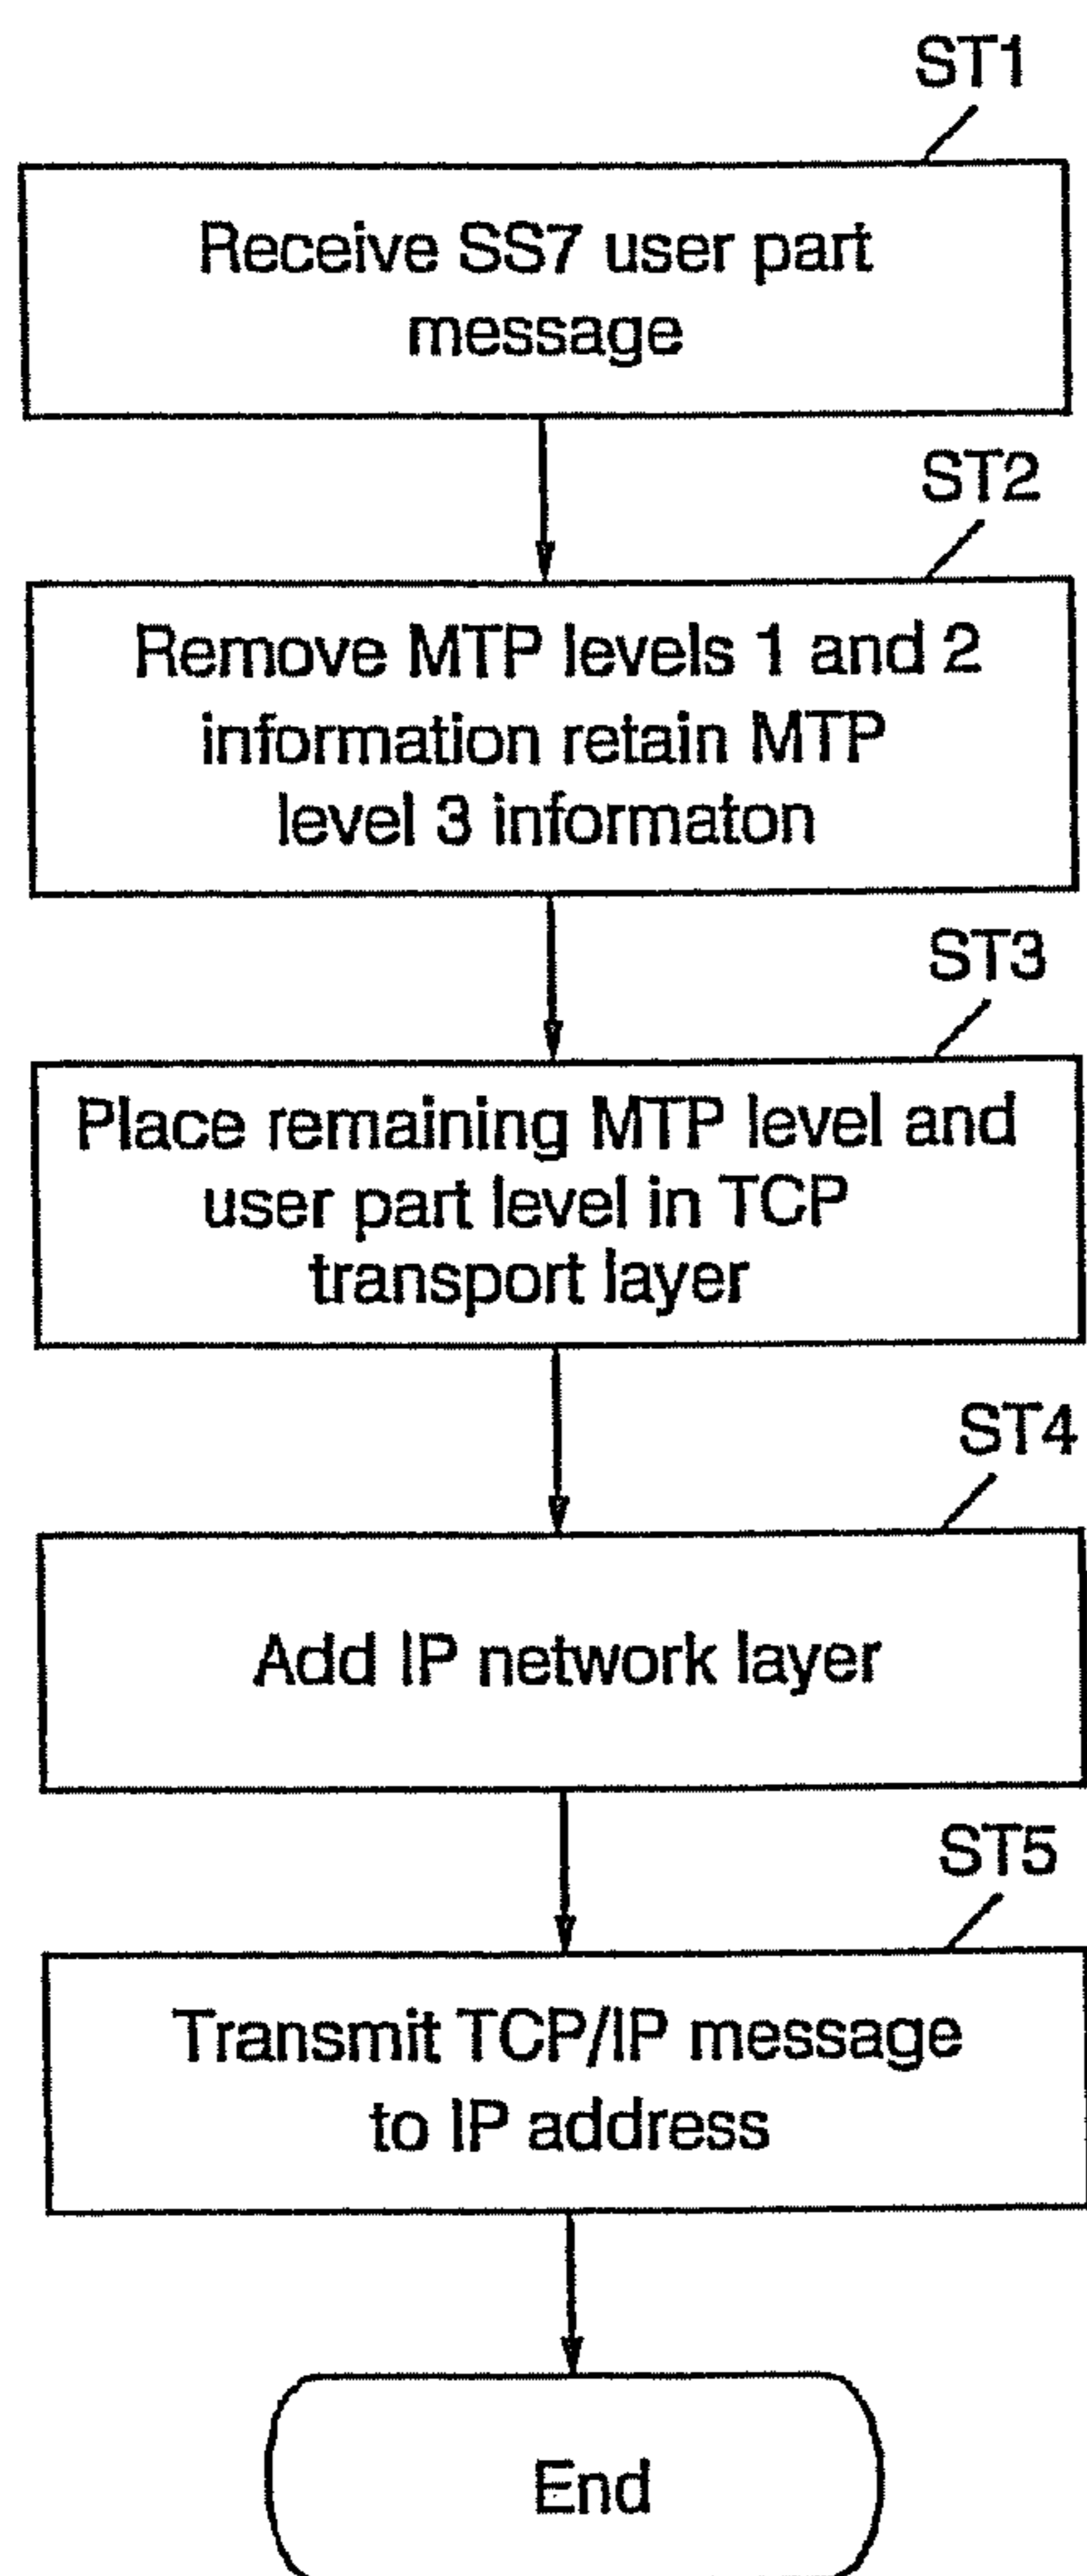 ST1
Receive SS7 user part
message
ST2
Remove MTP levels 1 and 2
information retain MTP
level 3 informaton
ST3
Place remaining MTP level and
user part level in TCP
transport layer
ST4
Add IP network layer
ST5
Transmit TCP/IP message
to IP address
End